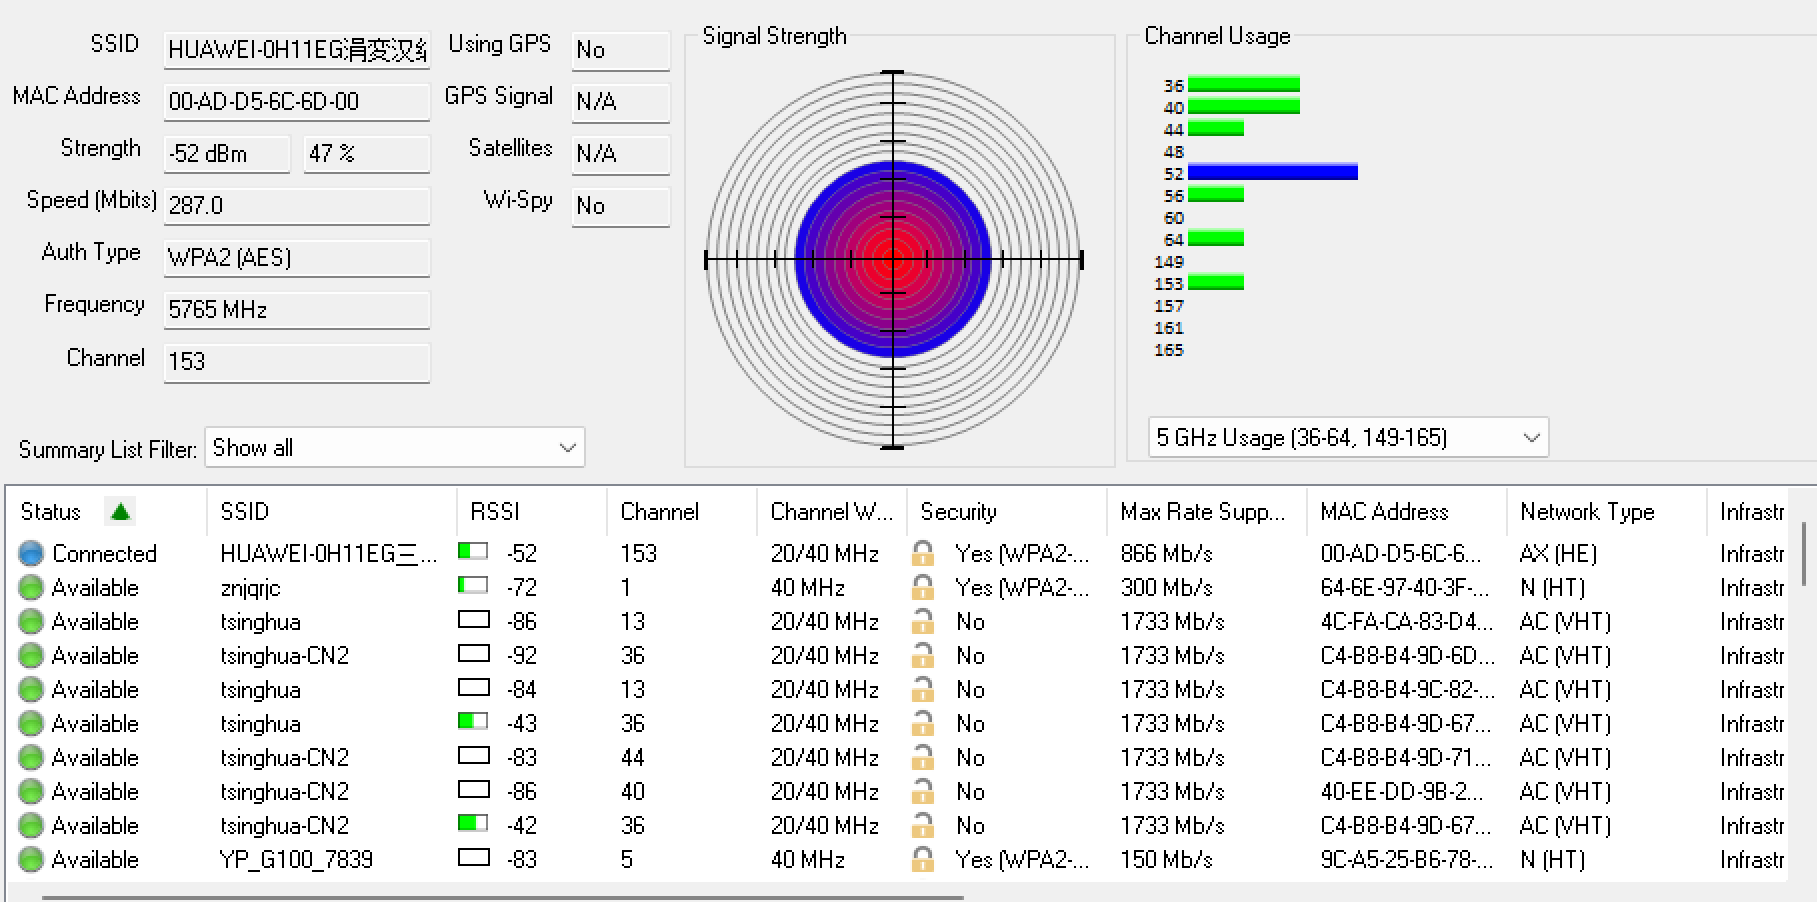 SSID HUAWEI-0H11EG涓変汉 Using GPS No
MAC Address 00-AD-D5-6C-6D-00 GPS Signal N/A
Strength -52 dBm 47 % Satellites N/A
Speed (Mbits) 287.0 Wi-Spy No
Auth Type WPA2 (AES)
Frequency 5765 MHz
Channel 153
Summary List Filter: Show all
Signal Strength
Channel Usage
36
40
44
48
52
56
60
64
149
153
157
161
165
5 GHz Usage (36-64, 149-165)
Status SSID RSSI Channel Channel W... Security Max Rate Supp... MAC Address Network Type Infrastr
Connected HUAWEI-0H11EG三... -52 153 20/40 MHz Yes (WPA2-... 866 Mb/s 00-AD-D5-6C-6... AX (HE) Infrastr
Available znjqrjc -72 1 40 MHz Yes (WPA2-... 300 Mb/s 64-6E-97-40-3F-... N (HT) Infrastr
Available tsinghua -86 13 20/40 MHz No 1733 Mb/s 4C-FA-CA-83-D4... AC (VHT) Infrastr
Available tsinghua-CN2 -92 36 20/40 MHz No 1733 Mb/s C4-B8-B4-9D-6D... AC (VHT) Infrastr
Available tsinghua -84 13 20/40 MHz No 1733 Mb/s C4-B8-B4-9C-82-... AC (VHT) Infrastr
Available tsinghua -43 36 20/40 MHz No 1733 Mb/s C4-B8-B4-9D-67... AC (VHT) Infrastr
Available tsinghua-CN2 -83 44 20/40 MHz No 1733 Mb/s C4-B8-B4-9D-71... AC (VHT) Infrastr
Available tsinghua-CN2 -86 40 20/40 MHz No 1733 Mb/s 40-EE-DD-9B-2... AC (VHT) Infrastr
Available tsinghua-CN2 -42 36 20/40 MHz No 1733 Mb/s C4-B8-B4-9D-67... AC (VHT) Infrastr
Available YP_G100_7839 -83 5 40 MHz Yes (WPA2-... 150 Mb/s 9C-A5-25-B6-78-... N (HT) Infrastr